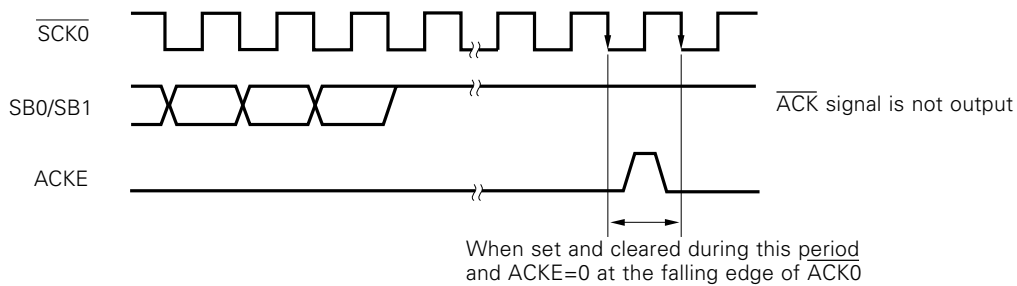 SCK0
SB0/SB1
ACK signal is not output
ACKE
When set and cleared during this period
and ACKE=0 at the falling edge of ACK0